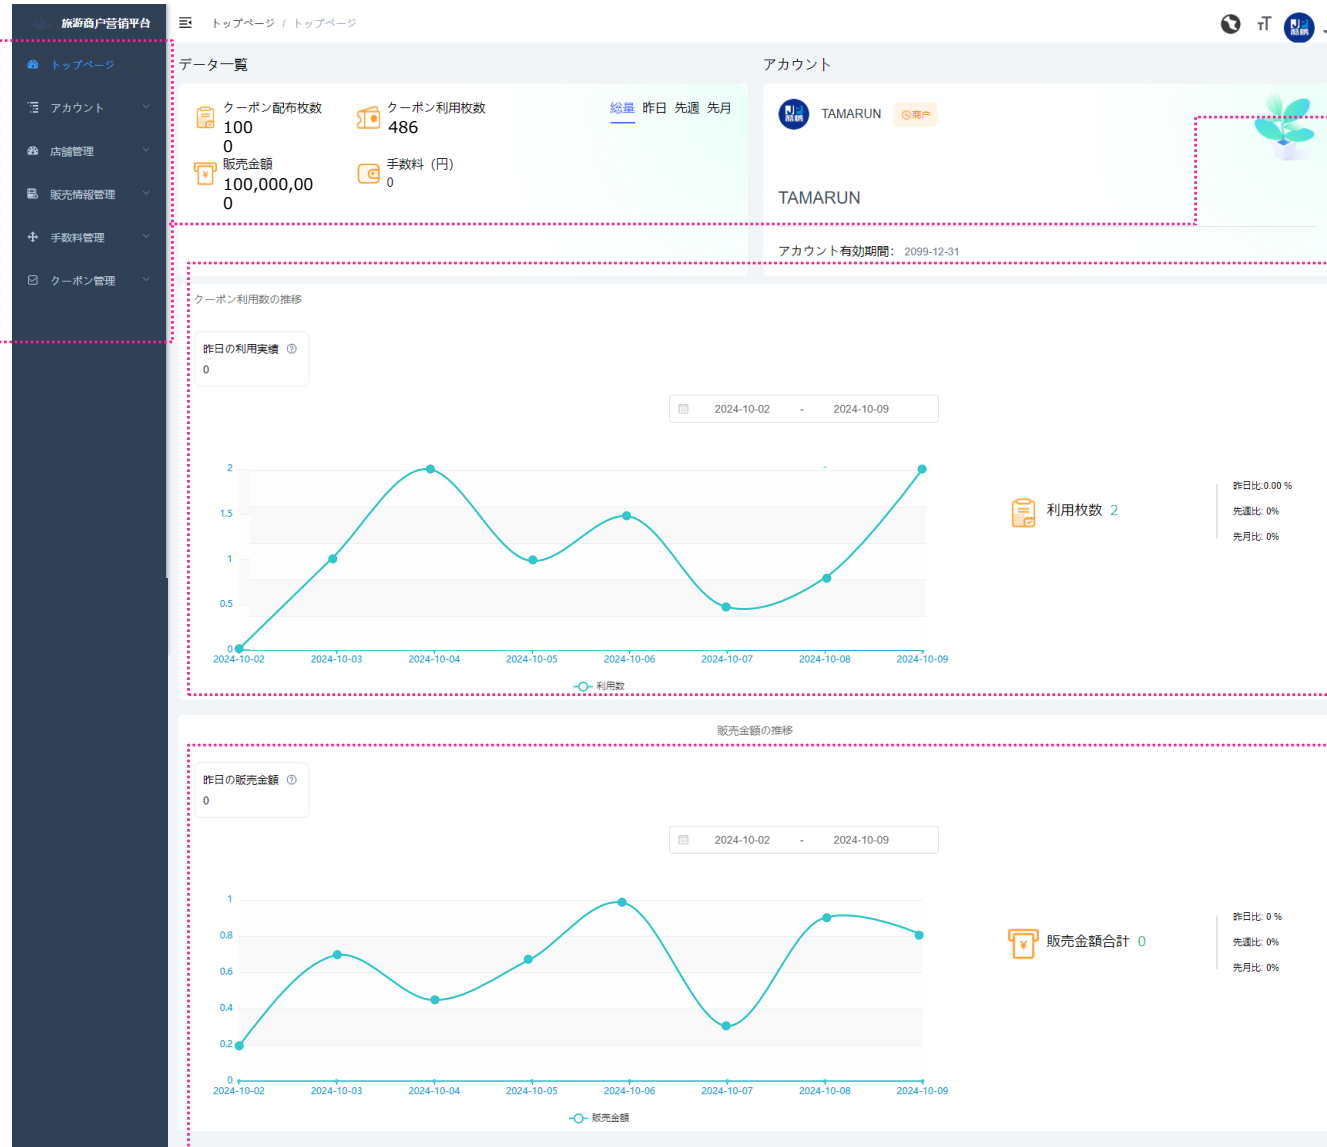 旅游商户营销平台
トップページ / トップページ
トップページ
アカウント
店舗管理
販売情報管理
手数料管理
クーポン管理
データ一覧
クーポン配布枚数
100
0
クーポン利用枚数
486
総量 昨日 先週 先月
販売金額
100,000,00
0
手数料（円）
0
アカウント
TAMARUN
商户
TAMARUN
アカウント有効期間： 2099-12-31
クーポン利用数の推移
昨日の利用実績
0
2024-10-02 - 2024-10-09
2
1.5
1
0.5
0
2024-10-02 2024-10-03 2024-10-04 2024-10-05 2024-10-06 2024-10-07 2024-10-08 2024-10-09
利用数
利用枚数 2
昨日比:0.00 %
先週比: 0%
先月比: 0%
販売金額の推移
昨日の販売金額
0
2024-10-02 - 2024-10-09
1
0.8
0.6
0.4
0.2
0
2024-10-02 2024-10-03 2024-10-04 2024-10-05 2024-10-06 2024-10-07 2024-10-08 2024-10-09
販売金額
販売金額合計 0
昨日比: 0 %
先週比: 0%
先月比: 0%